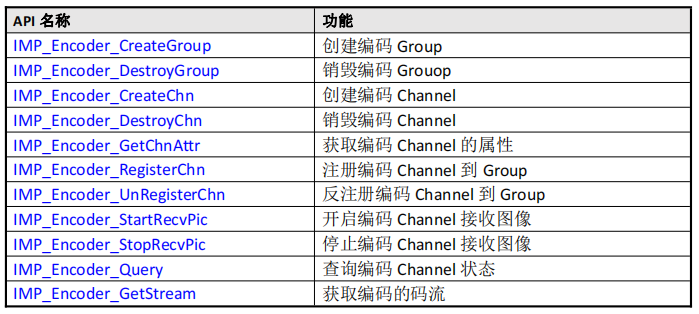 API 名称 功能
IMP_Encoder_CreateGroup 创建编码 Group
IMP_Encoder_DestroyGroup 销毁编码 Grouop
IMP_Encoder_CreateChn 创建编码 Channel
IMP_Encoder_DestroyChn 销毁编码 Channel
IMP_Encoder_GetChnAttr 获取编码 Channel 的属性
IMP_Encoder_RegisterChn 注册编码 Channel 到 Group
IMP_Encoder_UnRegisterChn 反注册编码 Channel 到 Group
IMP_Encoder_StartRecvPic 开启编码 Channel 接收图像
IMP_Encoder_StopRecvPic 停止编码 Channel 接收图像
IMP_Encoder_Query 查询编码 Channel 状态
IMP_Encoder_GetStream 获取编码的码流